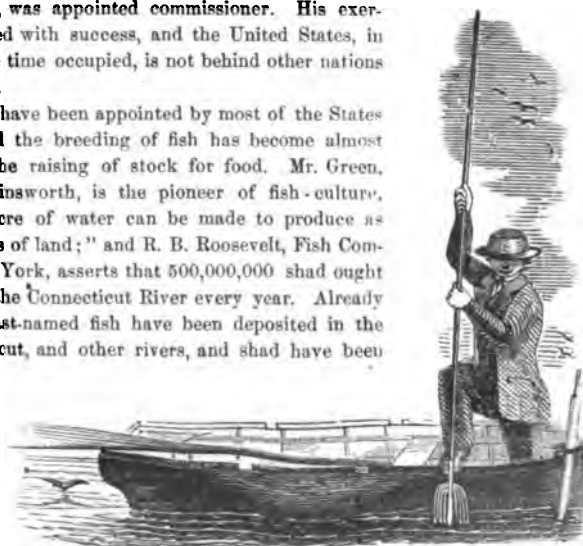 , was appointed commissioner. His exer-
ed with success, and the United States, in
time occupied, is not behind other nations
have been appointed by most of the States
the breeding of fish has become almost
he raising of stock for food. Mr. Green,
insworth, is the pioneer of fish-culture,
cre of water can be made to produce as
s of land;" and R. B. Roosevelt, Fish Com-
York, asserts that 500,000,000 shad ought
he Connecticut River every year. Already
st-named fish have been deposited in the
cut, and other rivers, and shad have been